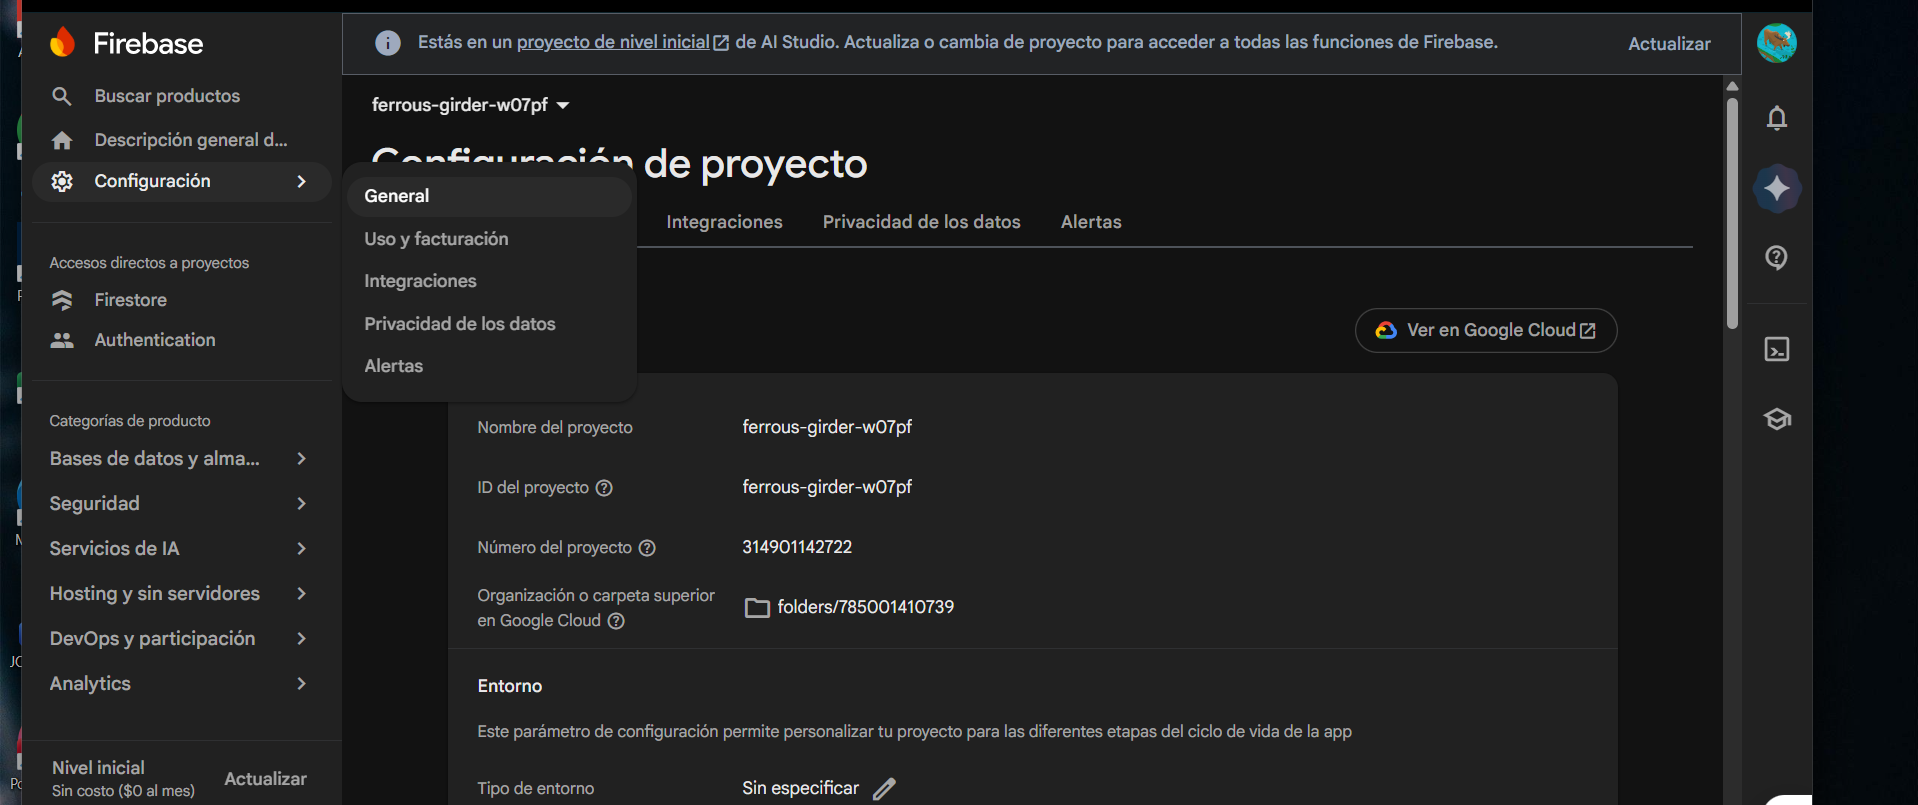 Firebase
Buscar productos
Descripción general d...
Configuración
Accesos directos a proyectos
Firestore
Authentication
Categorías de producto
Bases de datos y alma...
Seguridad
Servicios de IA
Hosting y sin servidores
DevOps y participación
Analytics
Nivel inicial
Sin costo ($0 al mes)
Actualizar
Estás en un proyecto de nivel inicial de AI Studio. Actualiza o cambia de proyecto para acceder a todas las funciones de Firebase.
Actualizar
ferrous-girder-w07pf
Configuración de proyecto
General
Uso y facturación
Integraciones
Privacidad de los datos
Alertas
Integraciones
Privacidad de los datos
Alertas
Ver en Google Cloud
Nombre del proyecto
ferrous-girder-w07pf
ID del proyecto
ferrous-girder-w07pf
Número del proyecto
314901142722
Organización o carpeta superior
en Google Cloud
folders/785001410739
Entorno
Este parámetro de configuración permite personalizar tu proyecto para las diferentes etapas del ciclo de vida de la app
Tipo de entorno
Sin especificar